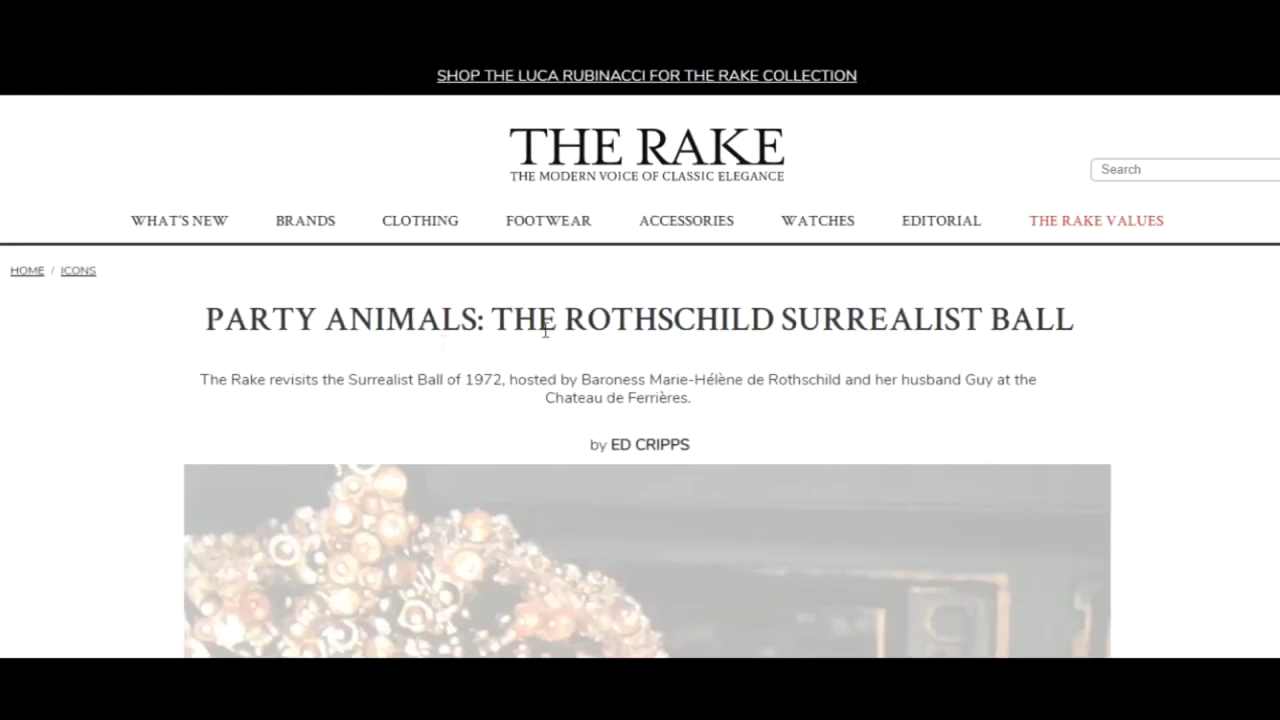 SHOP THE LUCA RUBINACCI FOR THE RAKE COLLECTION
THE RAKE
THE MODERN VOICE OF CLASSIC ELEGANCE
Search
WHAT'S NEW BRANDS CLOTHING FOOTWEAR ACCESSORIES WATCHES EDITORIAL THE RAKE VALUES
HOME / ICONS
PARTY ANIMALS: THE ROTHSCHILD SURREALIST BALL
The Rake revisits the Surrealist Ball of 1972, hosted by Baroness Marie-Hélène de Rothschild and her husband Guy at the
Chateau de Ferrières.
by ED CRIPPS